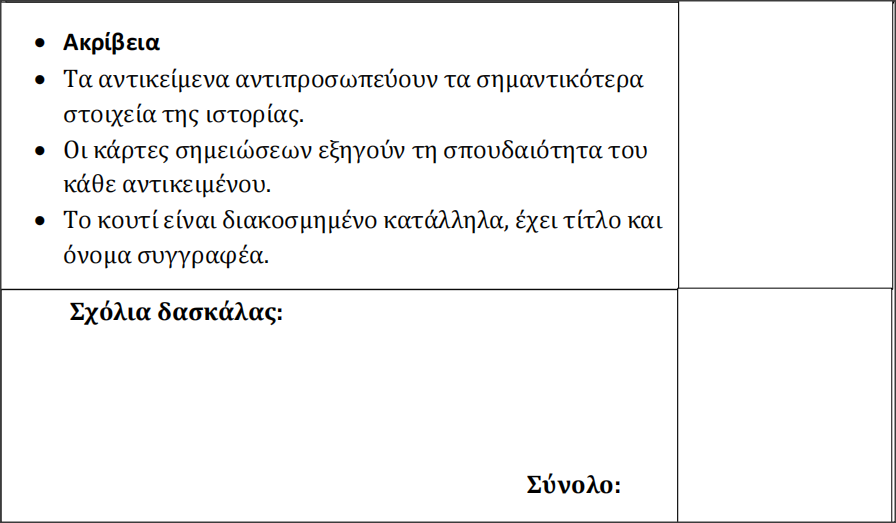 • Ακρίβεια
• Τα αντικείμενα αντιπροσωπεύουν τα σημαντικότερα
στοιχεία της ιστορίας.
• Οι κάρτες σημειώσεων εξηγούν τη σπουδαιότητα του
κάθε αντικειμένου.
• Το κουτί είναι διακοσμημένο κατάλληλα, έχει τίτλο και
όνομα συγγραφέα.
Σχόλια δασκάλας:
Σύνολο: